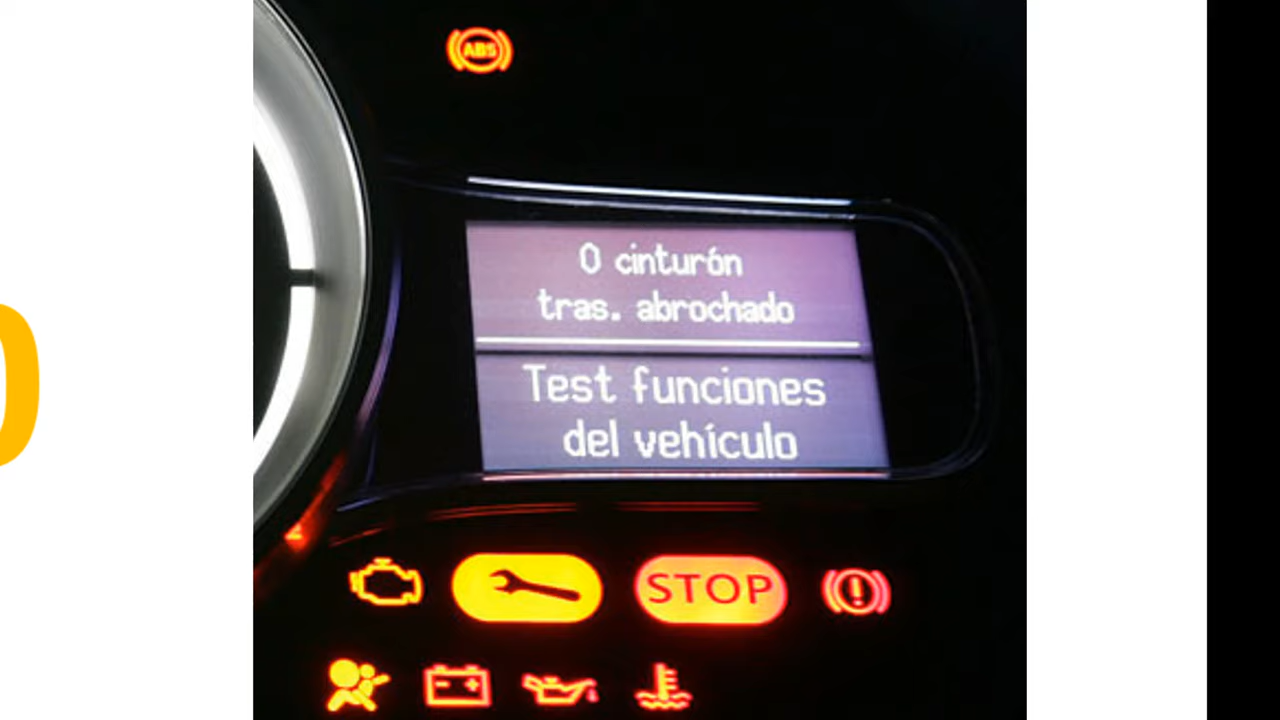 ABS
0 cinturón
tras. abrochado
Test funciones
del vehículo
STOP